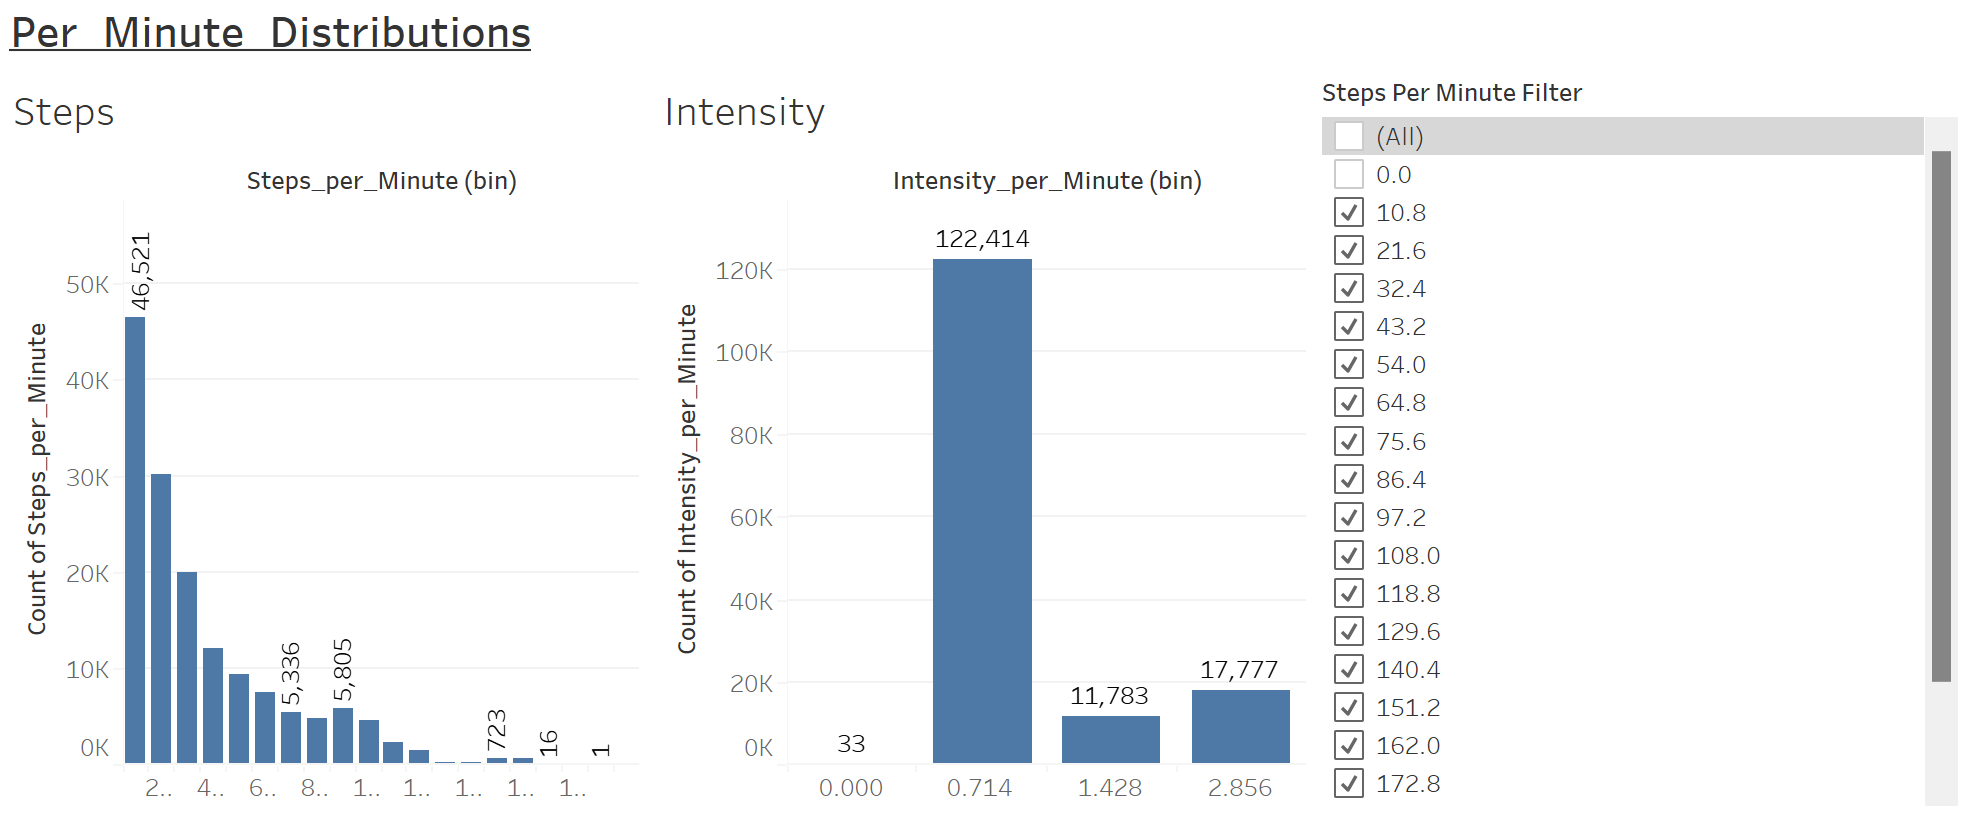 Per Minute Distributions
Steps
Steps_per_Minute (bin)
Count of Steps_per_Minute
50K
40K
30K
20K
10K
0K
46,521
5,336
5,805
723
16
1
2..
4..
6..
8..
1..
1..
1..
1..
1..
Intensity
Intensity_per_Minute (bin)
Count of Intensity_per_Minute
120K
100K
80K
60K
40K
20K
0K
33
122,414
11,783
17,777
0.000
0.714
1.428
2.856
Steps Per Minute Filter
(All)
0.0
10.8
21.6
32.4
43.2
54.0
64.8
75.6
86.4
97.2
108.0
118.8
129.6
140.4
151.2
162.0
172.8